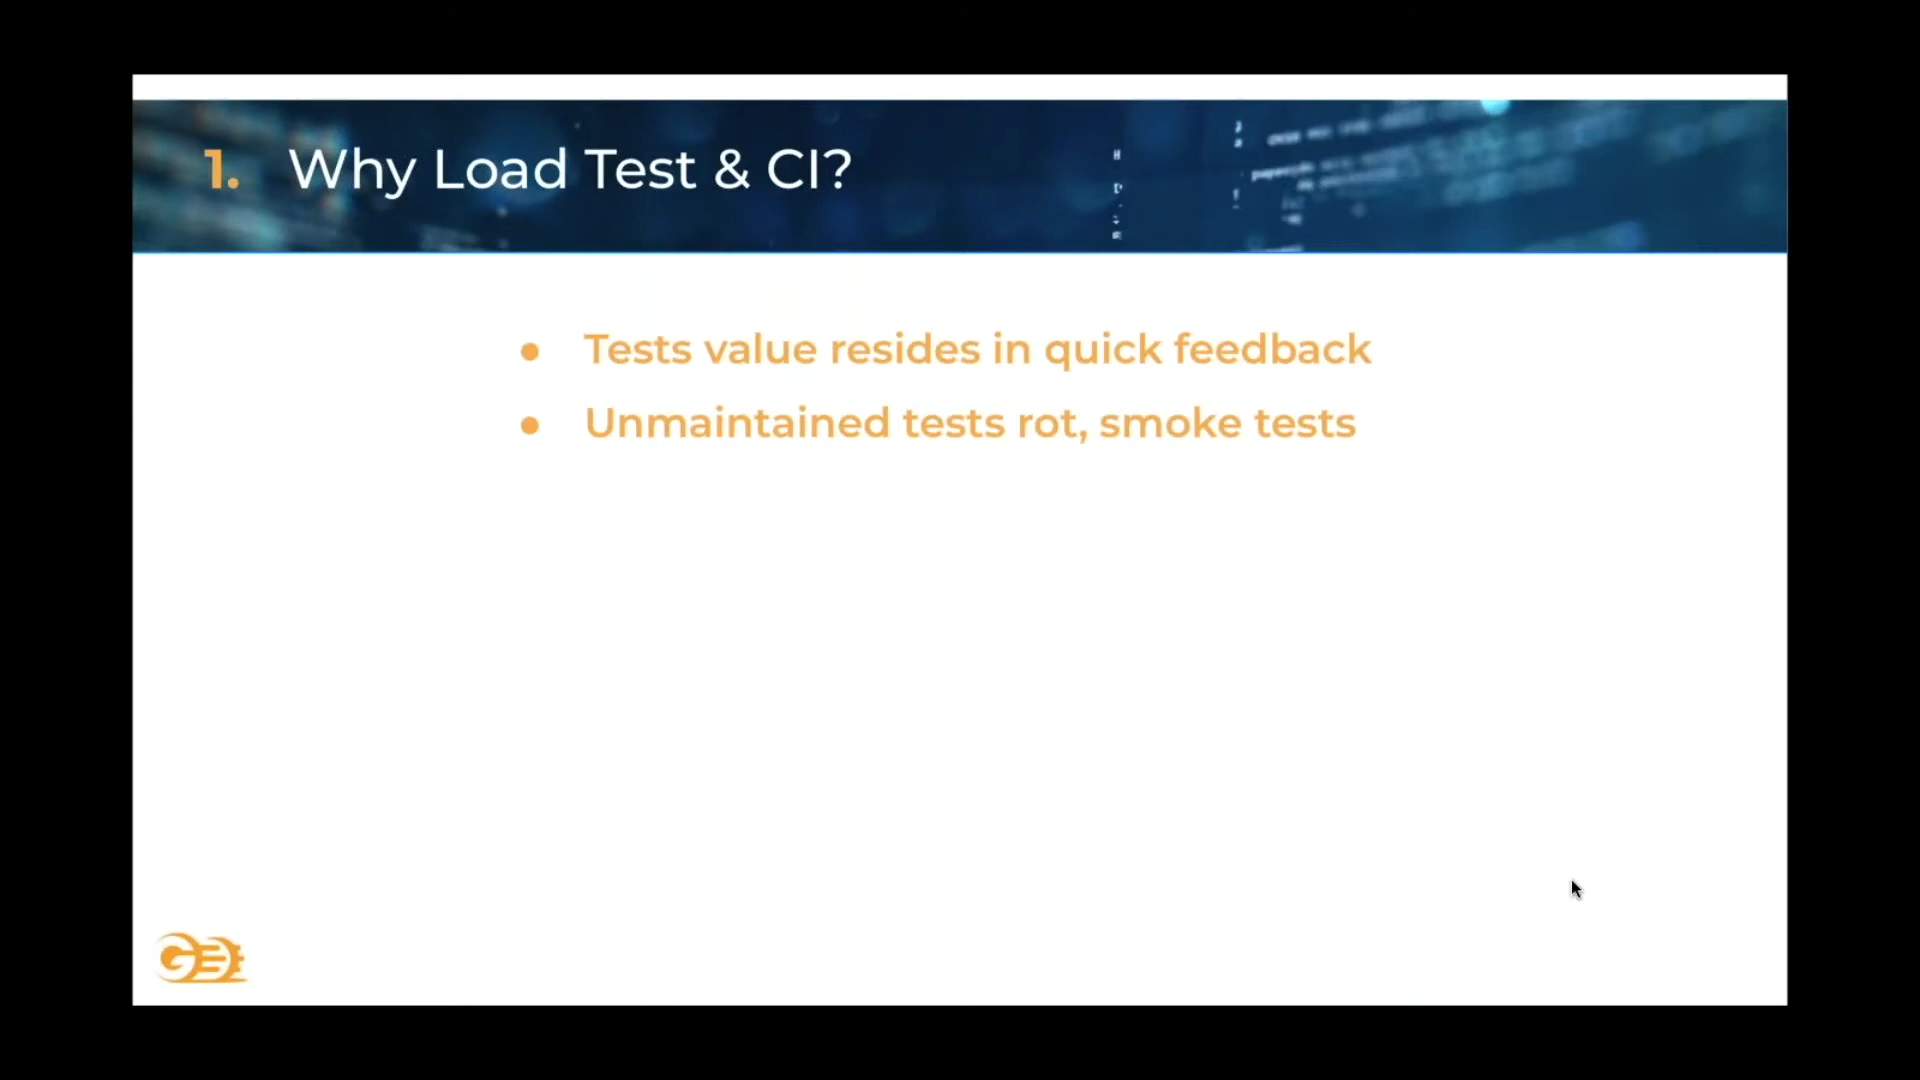 1. Why Load Test & CI?
● Tests value resides in quick feedback
● Unmaintained tests rot, smoke tests